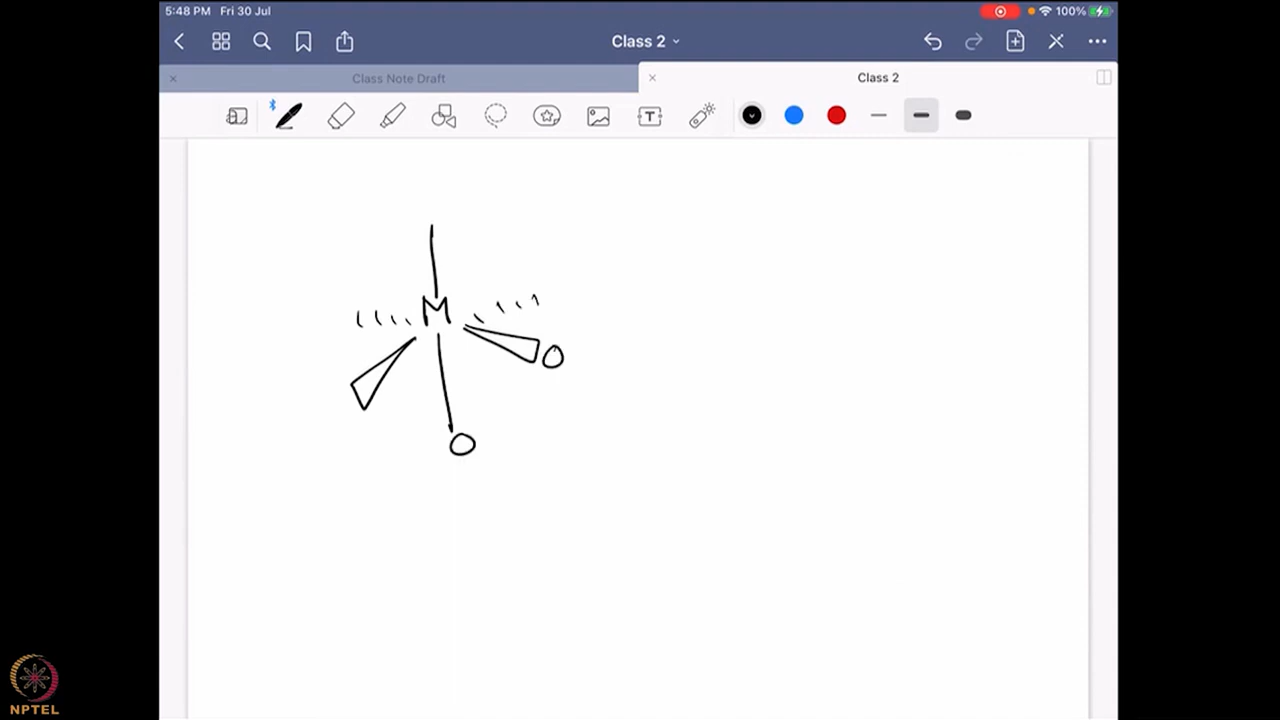 5:48 PM Fri 30 Jul
100%
Class 2
Class Note Draft
Class 2
T
M
O
O
NPTEL